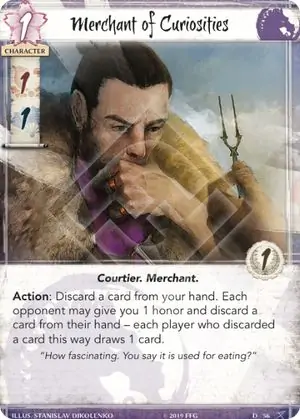 1
Merchant of Curiosities
CHARACTER
1
1
1
Courtier. Merchant.
Action: Discard a card from your hand. Each
opponent may give you 1 honor and discard a
card from their hand – each player who discarded
a card this way draws 1 card.
"How fascinating. You say it is used for eating?"
ILLUS. STANISLAV DIKOLENKO
©2019 FFG
D · 56